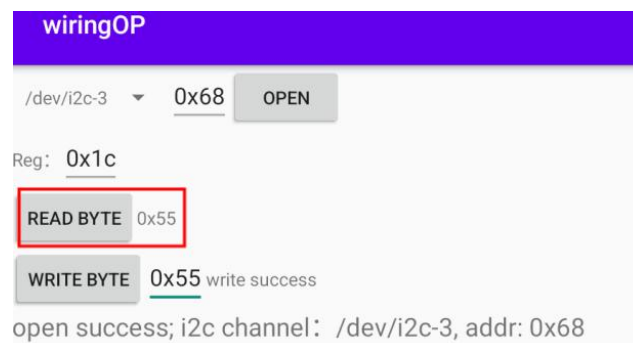 wiringOP
/dev/i2c-3 0x68 OPEN
Reg: 0x1c
READ BYTE 0x55
WRITE BYTE 0x55 write success
open success; i2c channel: /dev/i2c-3, addr: 0x68